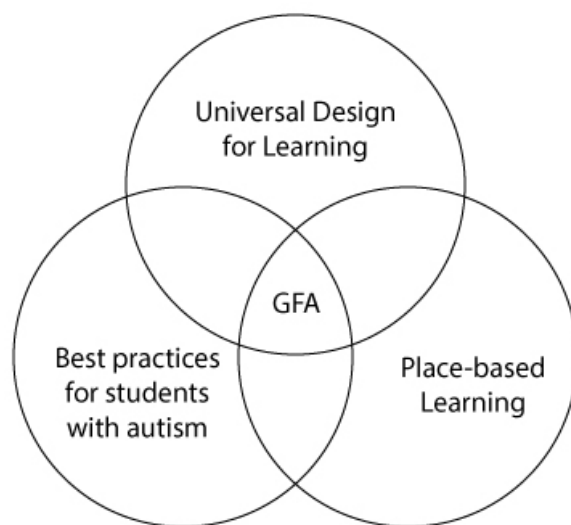 Universal Design
for Learning
GFA
Best practices
for students
with autism
Place-based
Learning